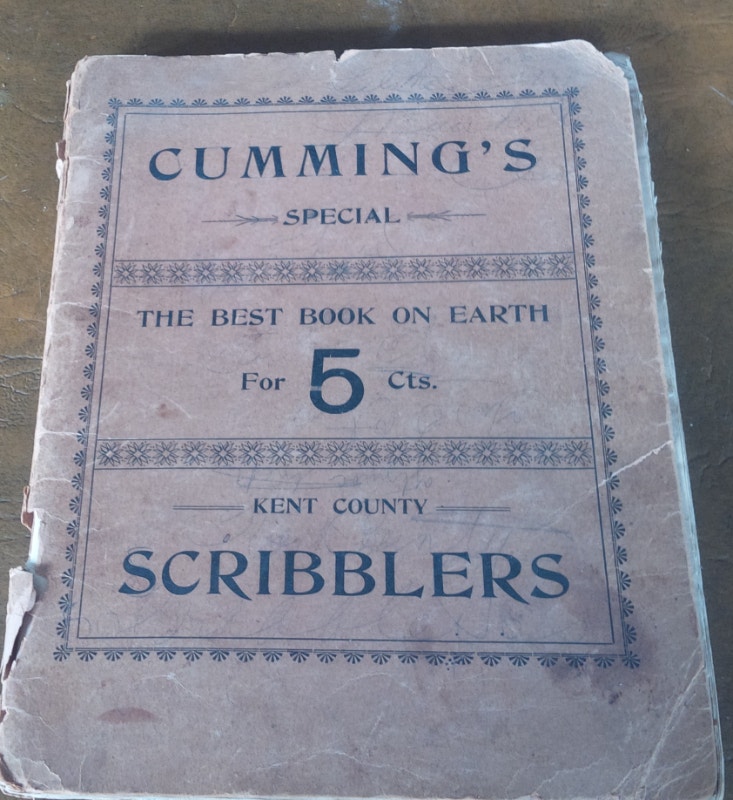 CUMMING'S
SPECIAL
THE BEST BOOK ON EARTH
For 5 Cts.
KENT COUNTY
SCRIBBLERS